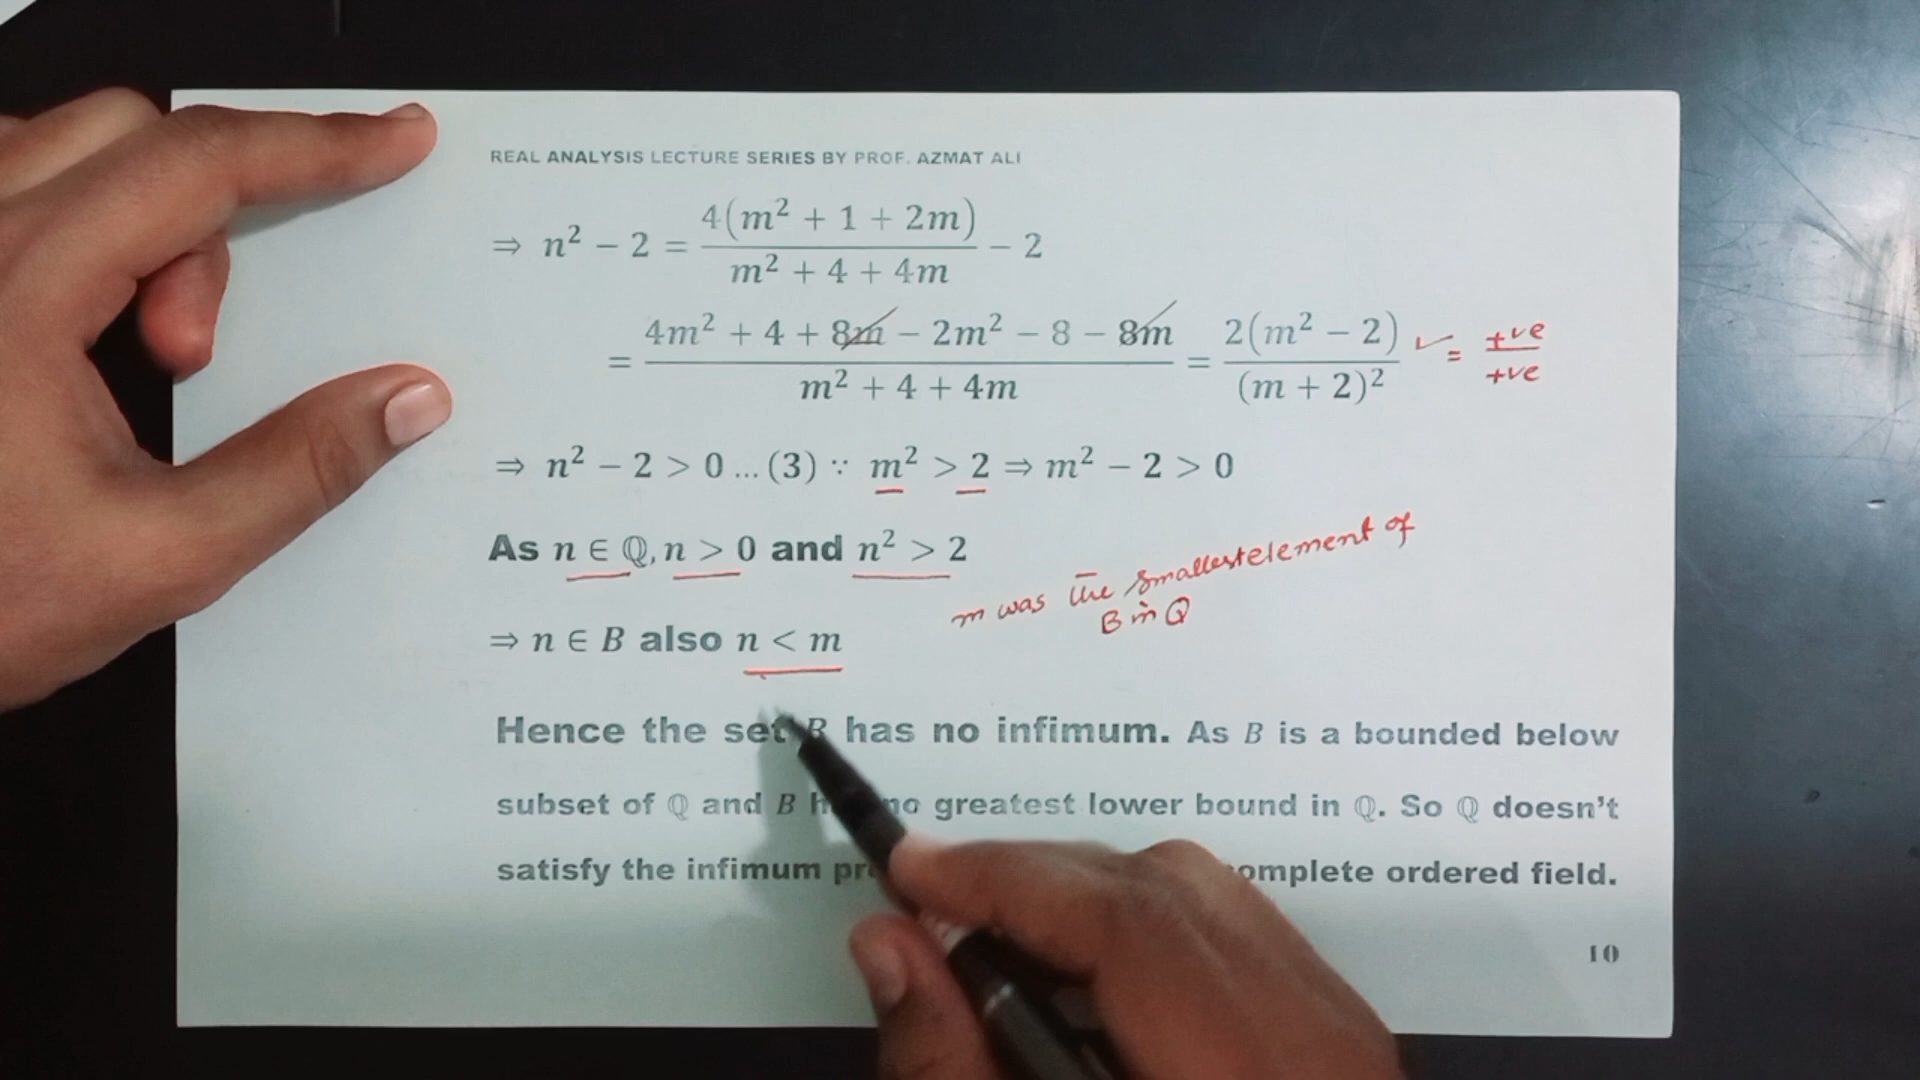 REAL ANALYSIS LECTURE SERIES BY PROF. AZMAT ALI
⇒ n² − 2 = 4(m² + 1 + 2m) / m² + 4 + 4m − 2
= 4m² + 4 + 8m − 2m² − 8 − 8m / m² + 4 + 4m = 2(m² − 2) / (m + 2)² ✓ = +ve / +ve
⇒ n² − 2 > 0 ... (3) ∵ m² > 2 ⇒ m² − 2 > 0
As n ∈ ℚ, n > 0 and n² > 2
m was the smallest element of
B in Q
⇒ n ∈ B also n < m
Hence the set B has no infimum. As B is a bounded below
subset of ℚ and B no greatest lower bound in ℚ. So ℚ doesn't
satisfy the infimum ordered field.
10